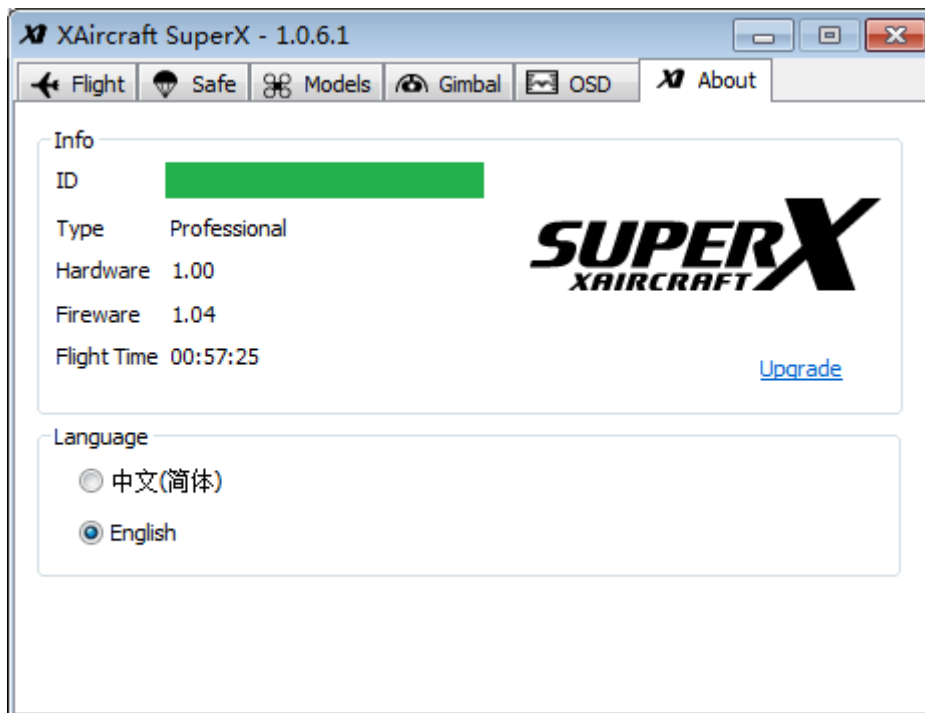 XAircraft SuperX - 1.0.6.1
Flight Safe Models Gimbal OSD About
Info
ID
Type Professional
Hardware 1.00
Fireware 1.04
Flight Time 00:57:25
SUPERX
XAIRCRAFT
Upgrade
Language
中文(简体)
English